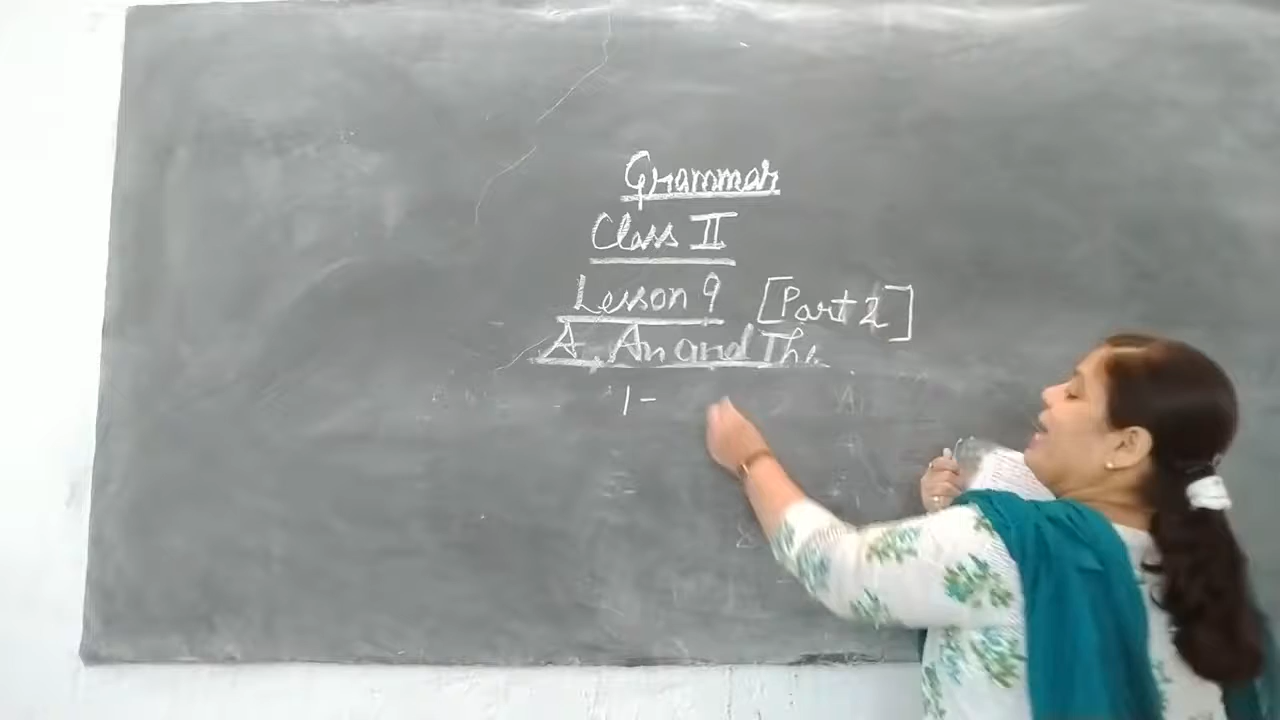 Grammar
Class II
Lesson 9 [Part 2]
A, An and The
1-